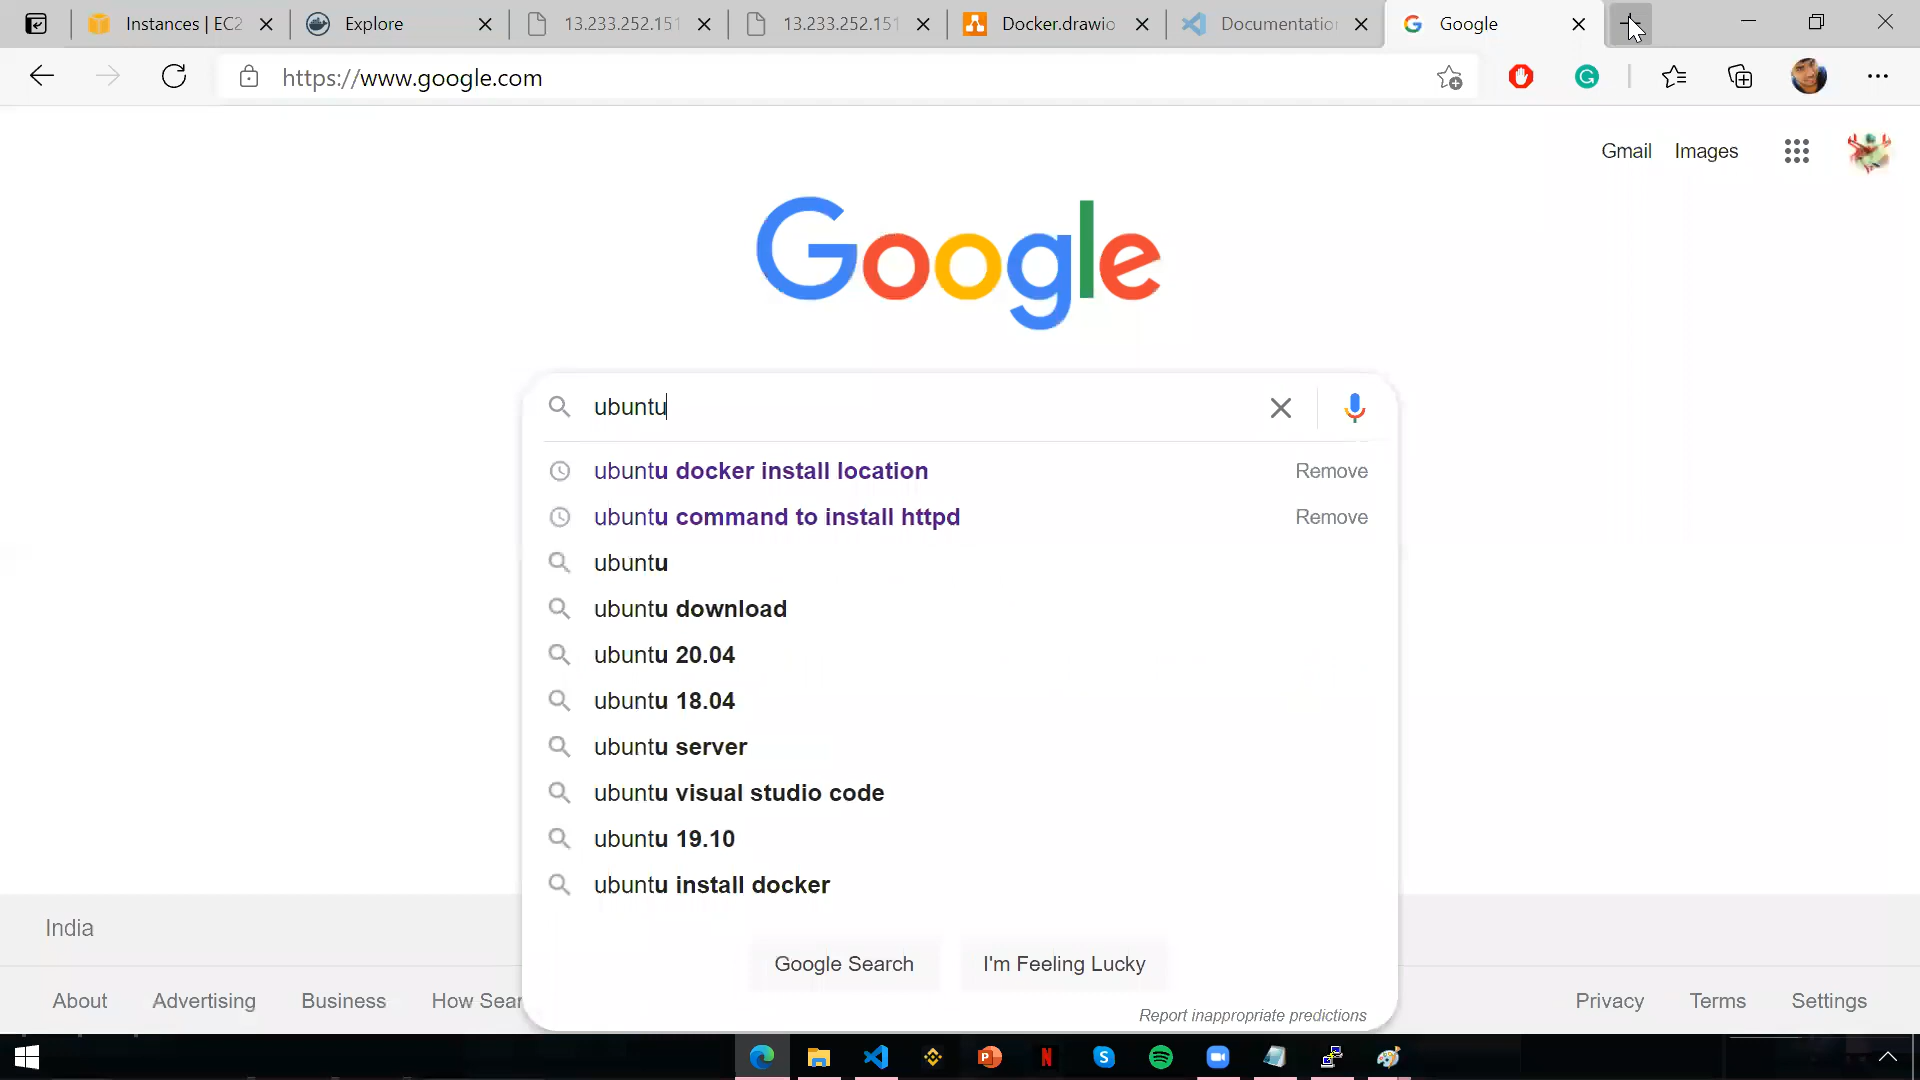 Instances | EC2
Explore
13.233.252.151
13.233.252.151
Docker.drawio
Documentation
Google
https://www.google.com
Gmail
Images
Google
ubuntu
ubuntu docker install location
Remove
ubuntu command to install httpd
Remove
ubuntu
ubuntu download
ubuntu 20.04
ubuntu 18.04
ubuntu server
ubuntu visual studio code
ubuntu 19.10
ubuntu install docker
India
Google Search
I'm Feeling Lucky
About
Advertising
Business
How Sear
Privacy
Terms
Settings
Report inappropriate predictions